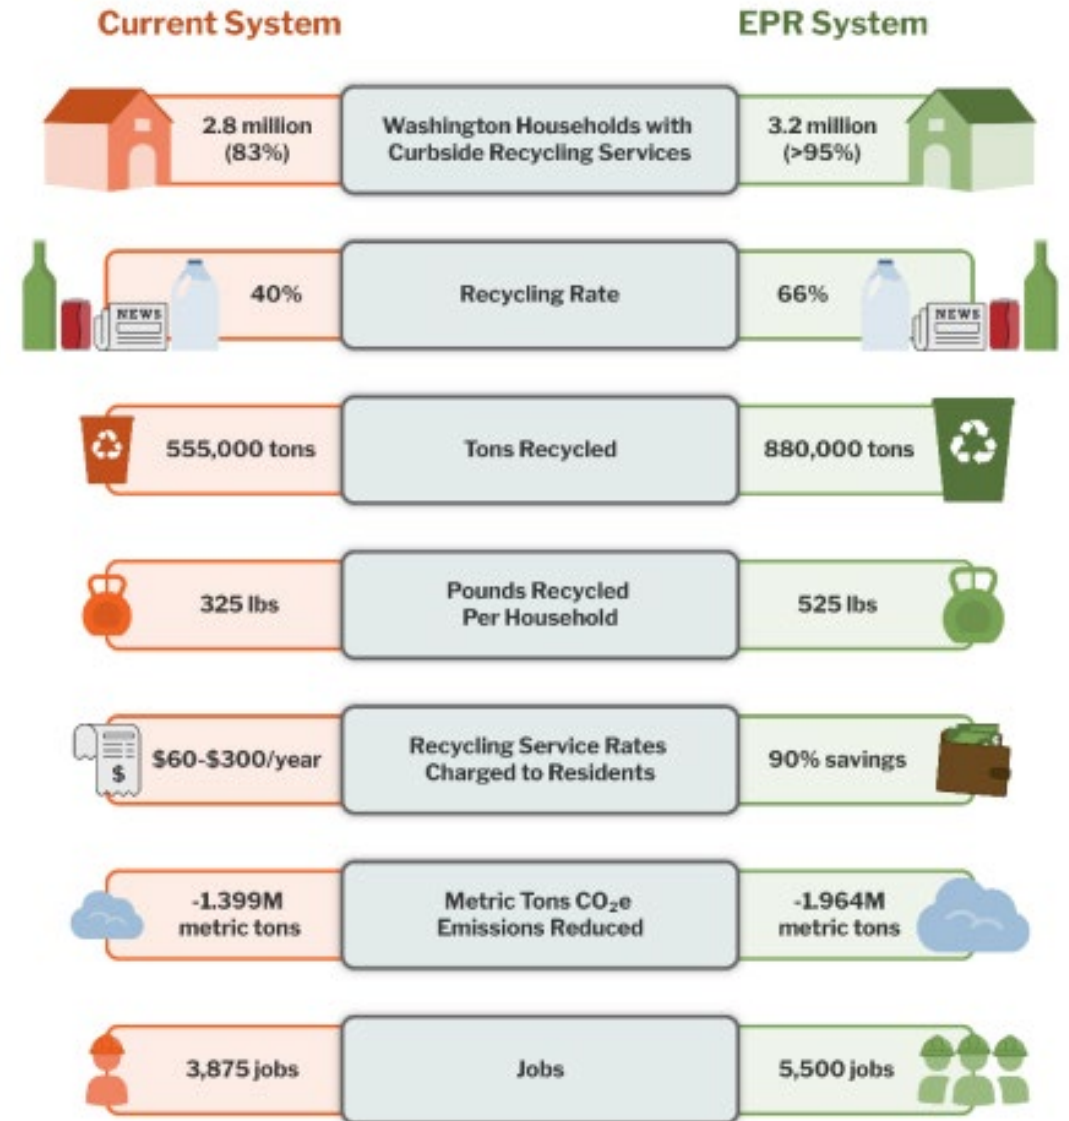 Current System
EPR System
2.8 million
(83%)
Washington Households with
Curbside Recycling Services
3.2 million
(>95%)
NEWS
40%
Recycling Rate
66%
NEWS
555,000 tons
Tons Recycled
880,000 tons
325 lbs
Pounds Recycled
Per Household
525 lbs
$
$60-$300/year
Recycling Service Rates
Charged to Residents
90% savings
-1.399M
metric tons
Metric Tons CO₂e
Emissions Reduced
-1.964M
metric tons
3,875 jobs
Jobs
5,500 jobs